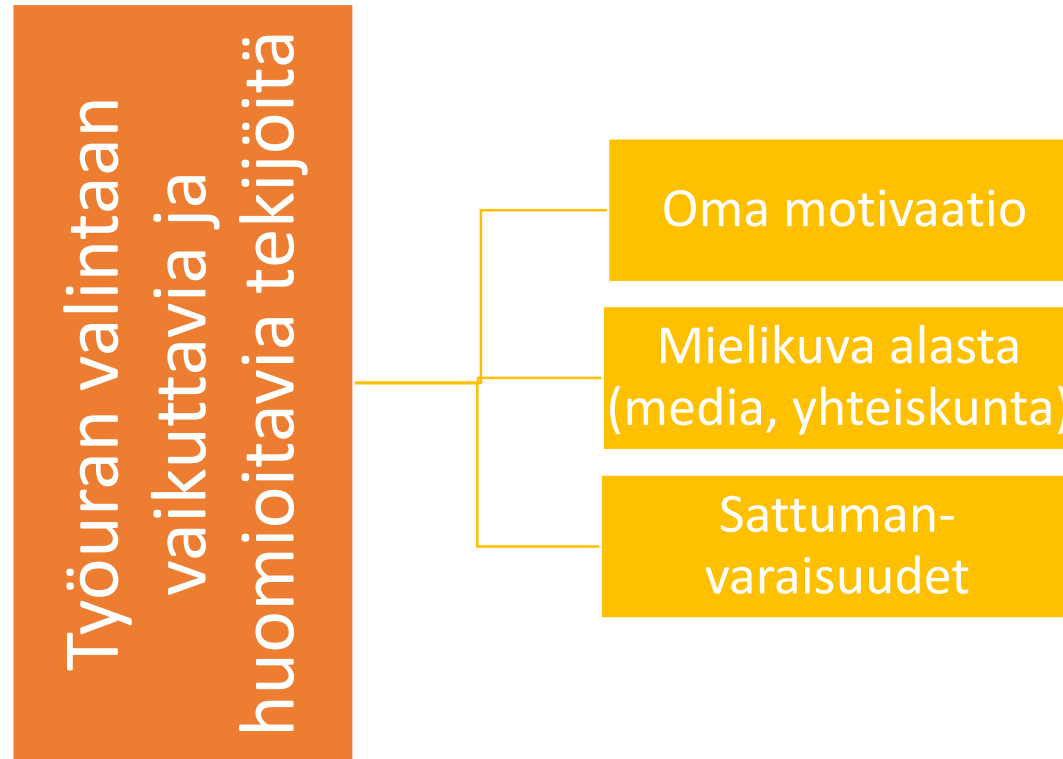 Työuran valintaan
vaikuttavia ja
huomioitavia tekijöitä
Oma motivaatio
Mielikuva alasta
(media, yhteiskunta)
Sattuman-
varaisuudet